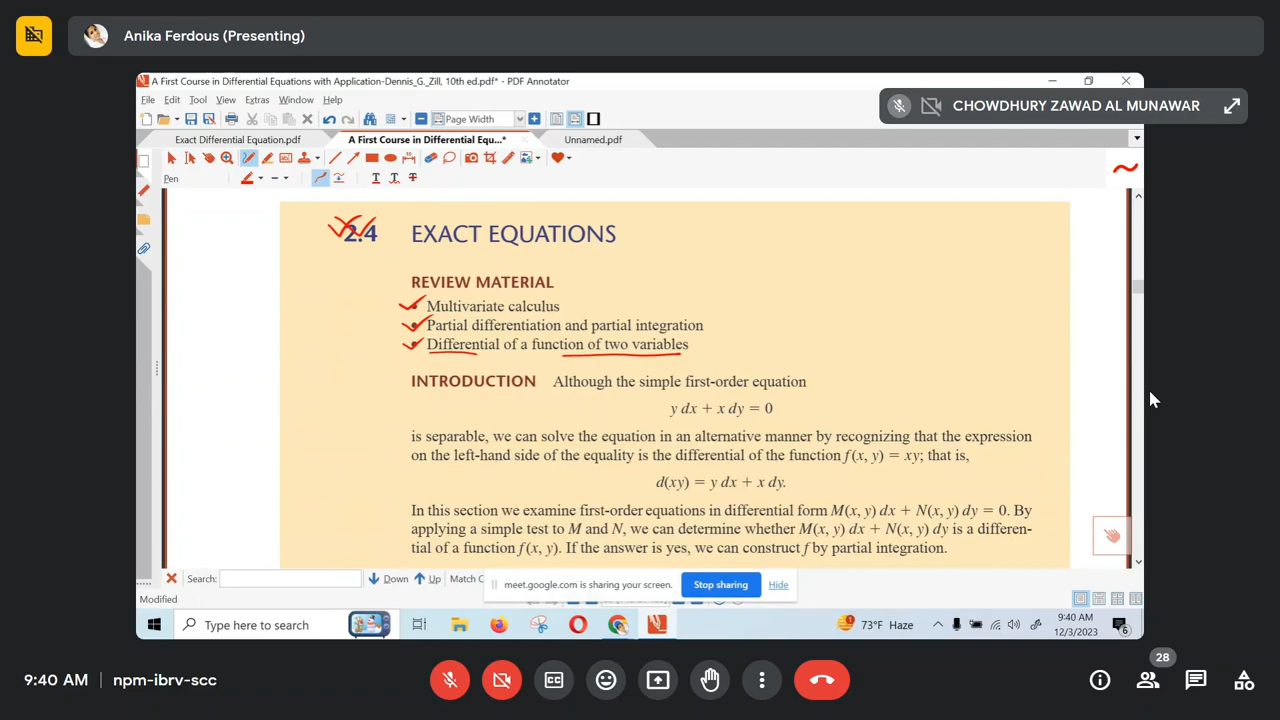 Anika Ferdous (Presenting)
A First Course in Differential Equations with Application-Dennis_G._Zill, 10th ed.pdf* - PDF Annotator
File Edit Tool View Extras Window Help
CHOWDHURY ZAWAD AL MUNAWAR
Page Width
Exact Differential Equation.pdf A First Course in Differential Equ...* Unnamed.pdf
Pen
2.4 EXACT EQUATIONS
REVIEW MATERIAL
• Multivariate calculus
• Partial differentiation and partial integration
• Differential of a function of two variables
INTRODUCTION Although the simple first-order equation
y dx + x dy = 0
is separable, we can solve the equation in an alternative manner by recognizing that the expression
on the left-hand side of the equality is the differential of the function f(x, y) = xy; that is,
d(xy) = y dx + x dy.
In this section we examine first-order equations in differential form M(x, y) dx + N(x, y) dy = 0. By
applying a simple test to M and N, we can determine whether M(x, y) dx + N(x, y) dy is a differen-
tial of a function f(x, y). If the answer is yes, we can construct f by partial integration.
Search: Down Up Match C
meet.google.com is sharing your screen. Stop sharing Hide
Modified
Type here to search
73°F Haze
9:40 AM
12/3/2023
6
9:40 AM npm-ibrv-scc
28